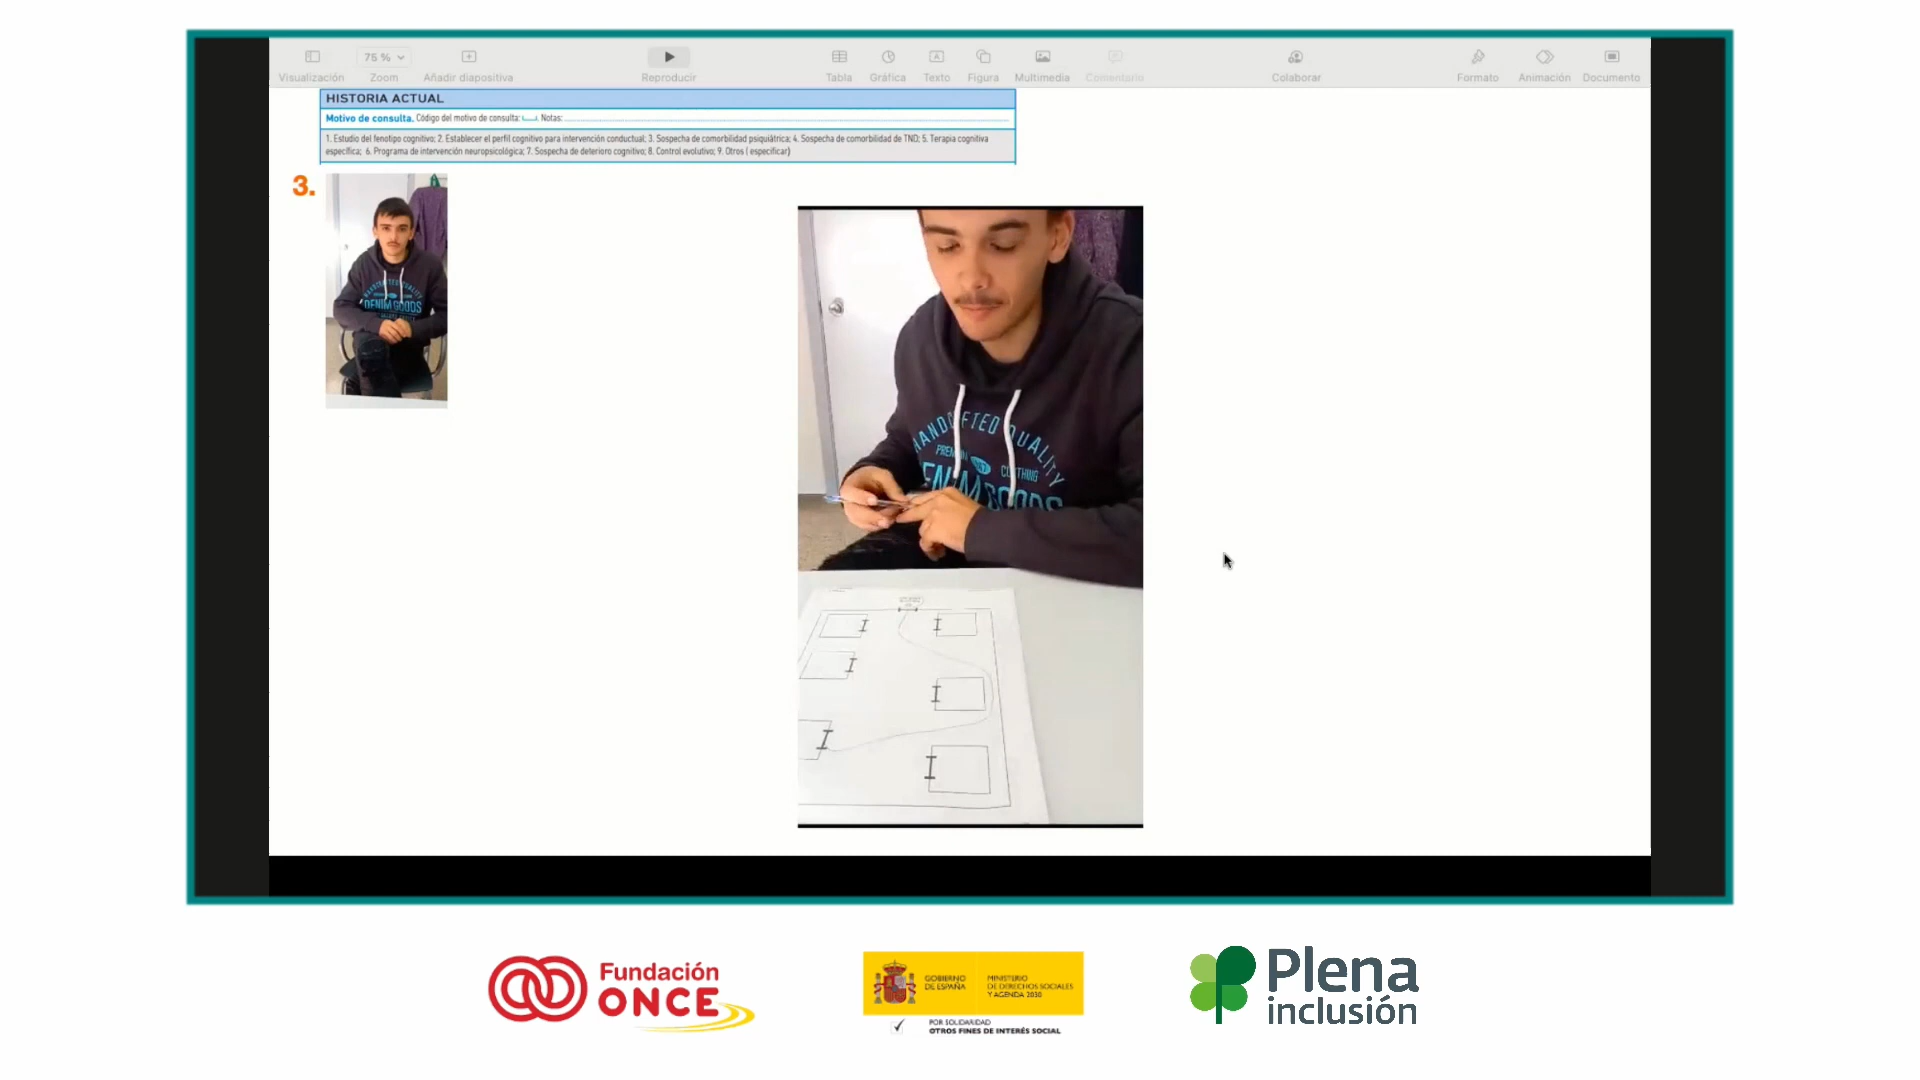 75 %
Visualización Zoom Añadir diapositiva Reproducir Tabla Gráfica Texto Figura Multimedia Comentario Colaborar Formato Animación Documento
HISTORIA ACTUAL
Motivo de consulta. Código del motivo de consulta: Notas:
1. Estudio del fenotipo cognitivo; 2. Establecer el perfil cognitivo para intervención conductual; 3. Sospecha de comorbilidad psiquiátrica; 4. Sospecha de comorbilidad de TND; 5. Terapia cognitiva
específica; 6. Programa de intervención neuropsicológica; 7. Sospecha de deterioro cognitivo; 8. Control evolutivo; 9. Otros ( especificar)
3.
HANDCRAFTED QUALITY
DENIM GOODS
HANDCRAFTED QUALITY
PREMIUM CLOTHING
DENIM GOODS
Fundación
ONCE
GOBIERNO
DE ESPAÑA
MINISTERIO
DE DERECHOS SOCIALES
Y AGENDA 2030
POR SOLIDARIDAD
OTROS FINES DE INTERÉS SOCIAL
Plena
inclusión